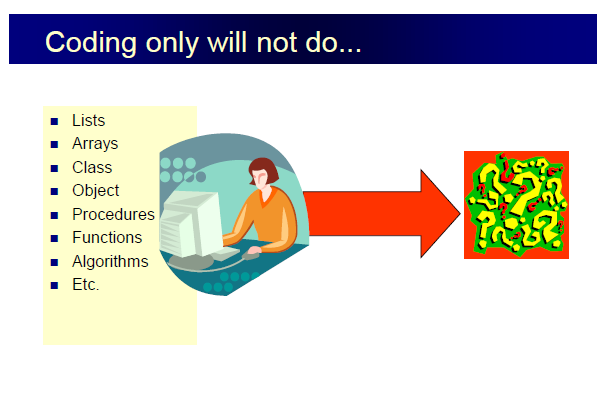 Coding only will not do...
Lists
Arrays
Class
Object
Procedures
Functions
Algorithms
Etc.